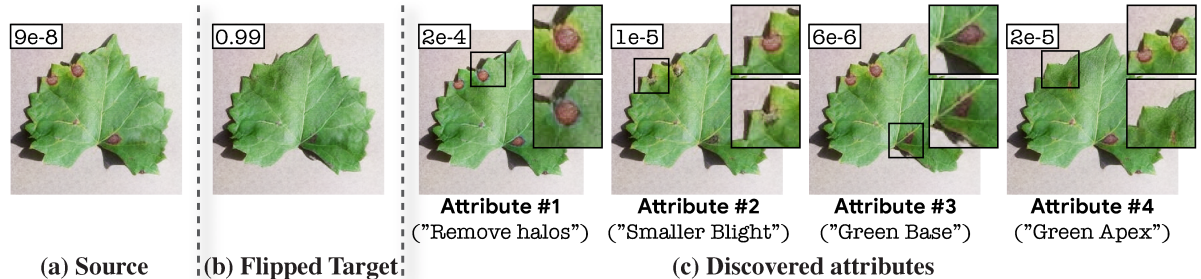 9e-8
0.99
2e-4
1e-5
6e-6
2e-5
Attribute #1
Attribute #2
Attribute #3
Attribute #4
("Remove halos")
("Smaller Blight")
("Green Base")
("Green Apex")
(a) Source
(b) Flipped Target
(c) Discovered attributes